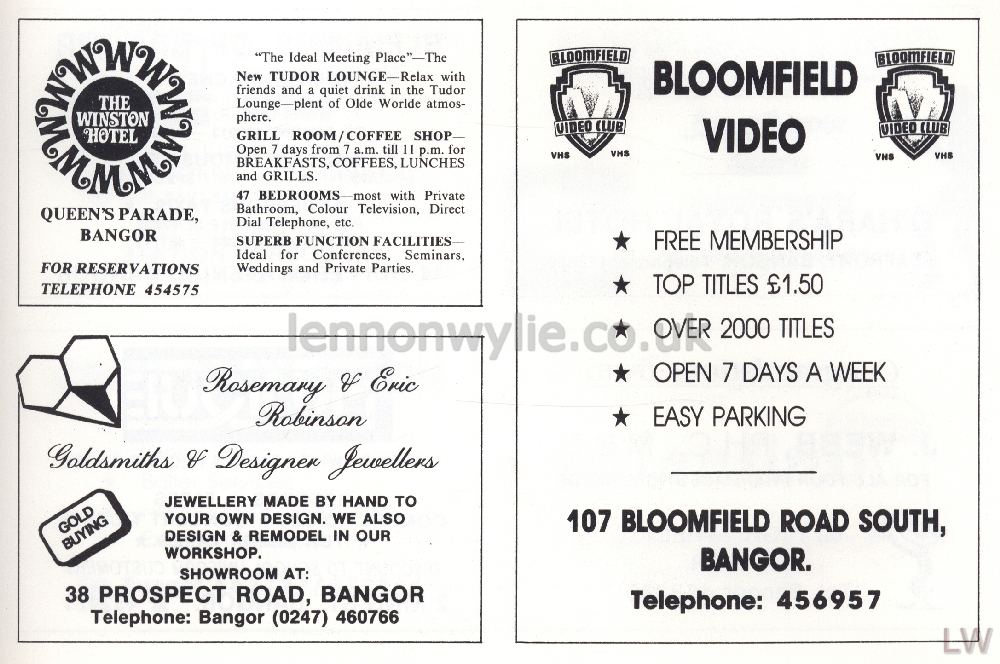 THE
WINSTON
HOTEL
QUEEN'S PARADE,
BANGOR
FOR RESERVATIONS
TELEPHONE 454575
"The Ideal Meeting Place"—The
New TUDOR LOUNGE—Relax with
friends and a quiet drink in the Tudor
Lounge—plent of Olde Worlde atmos-
phere.
GRILL ROOM/COFFEE SHOP—
Open 7 days from 7 a.m. till 11 p.m. for
BREAKFASTS, COFFEES, LUNCHES
and GRILLS.
47 BEDROOMS—most with Private
Bathroom, Colour Television, Direct
Dial Telephone, etc.
SUPERB FUNCTION FACILITIES—
Ideal for Conferences, Seminars,
Weddings and Private Parties.
Rosemary & Eric
Robinson
Goldsmiths & Designer Jewellers
GOLD
BUYING
JEWELLERY MADE BY HAND TO
YOUR OWN DESIGN. WE ALSO
DESIGN & REMODEL IN OUR
WORKSHOP.
SHOWROOM AT:
38 PROSPECT ROAD, BANGOR
Telephone: Bangor (0247) 460766
BLOOMFIELD
V
VIDEO CLUB
VHS VHS
BLOOMFIELD
VIDEO
BLOOMFIELD
V
VIDEO CLUB
VHS VHS
★ FREE MEMBERSHIP
★ TOP TITLES £1.50
★ OVER 2000 TITLES
★ OPEN 7 DAYS A WEEK
★ EASY PARKING
107 BLOOMFIELD ROAD SOUTH,
BANGOR.
Telephone: 456957
lennonwylie.co.uk
LW